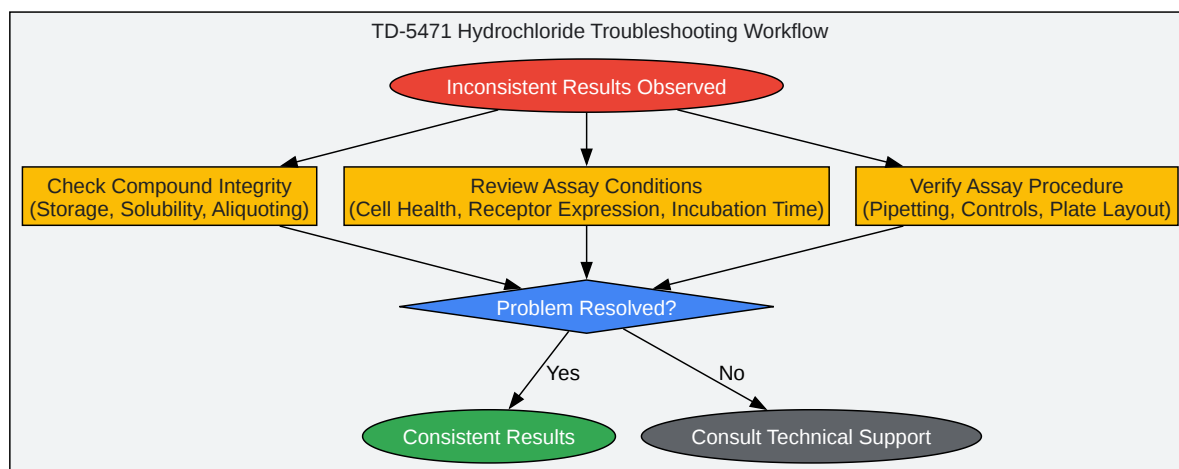 TD-5471 Hydrochloride Troubleshooting Workflow
Inconsistent Results Observed
Check Compound Integrity
(Storage, Solubility, Aliquoting)
Review Assay Conditions
(Cell Health, Receptor Expression, Incubation Time)
Verify Assay Procedure
(Pipetting, Controls, Plate Layout)
Problem Resolved?
Yes
No
Consistent Results
Consult Technical Support